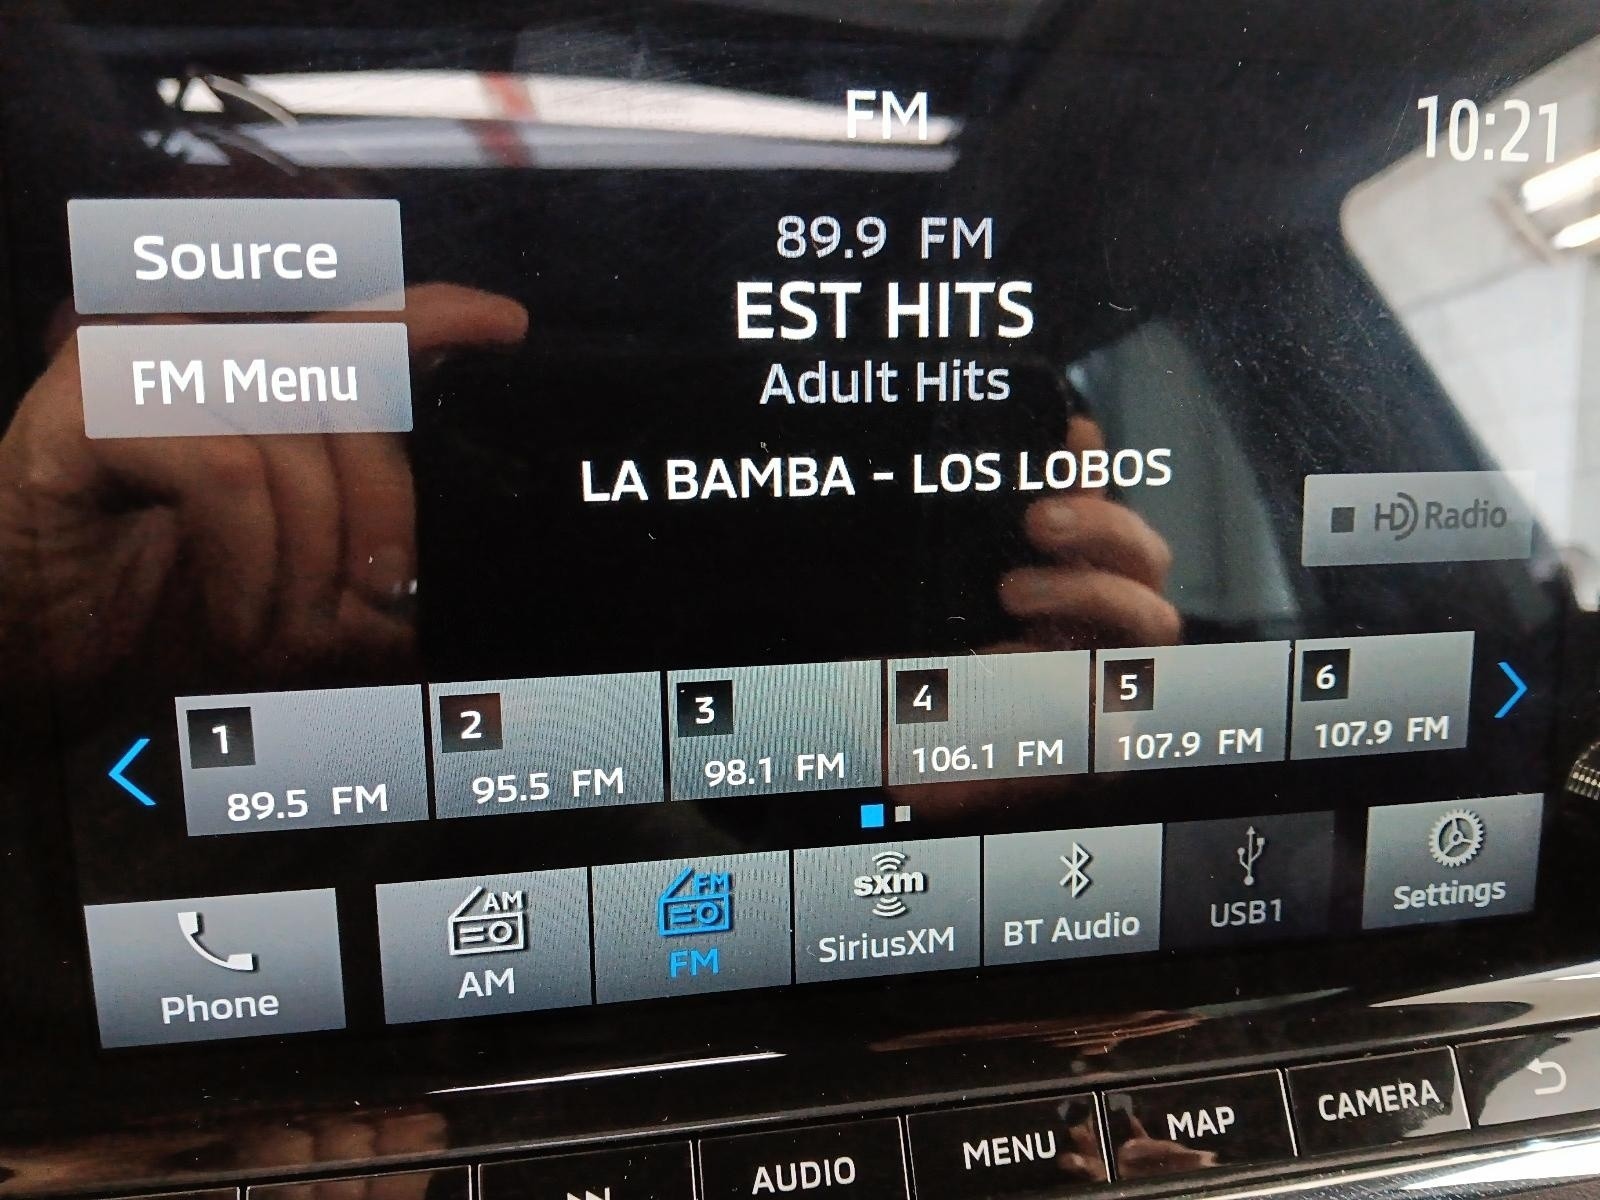 FM
10:21
Source
FM Menu
89.9 FM
EST HITS
Adult Hits
LA BAMBA - LOS LOBOS
HD Radio
1
89.5 FM
2
95.5 FM
3
98.1 FM
4
106.1 FM
5
107.9 FM
6
107.9 FM
Phone
AM
AM
FM
FM
sxm
SiriusXM
BT Audio
USB1
Settings
AUDIO
MENU
MAP
CAMERA